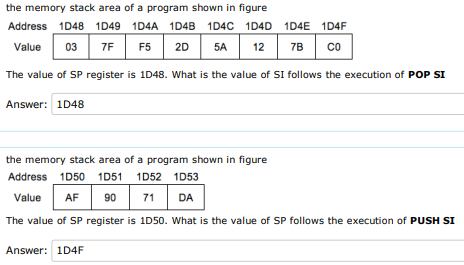 the memory stack area of a program shown in figure
Address 1D48 1D49 1D4A 1D4B 1D4C 1D4D 1D4E 1D4F
Value 03 7F F5 2D 5A 12 7B C0
The value of SP register is 1D48. What is the value of SI follows the execution of POP SI
Answer: 1D48
the memory stack area of a program shown in figure
Address 1D50 1D51 1D52 1D53
Value AF 90 71 DA
The value of SP register is 1D50. What is the value of SP follows the execution of PUSH SI
Answer: 1D4F